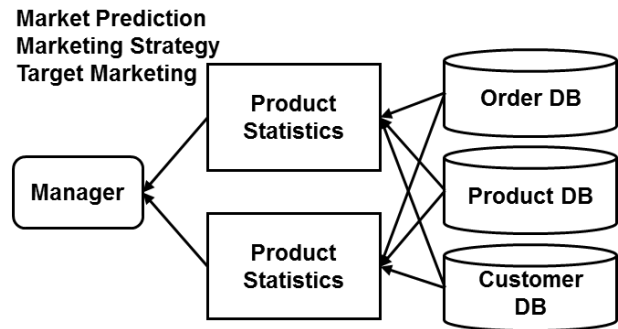 Market Prediction
Marketing Strategy
Target Marketing
Product
Statistics
Order DB
Manager
Product DB
Product
Statistics
Customer
DB